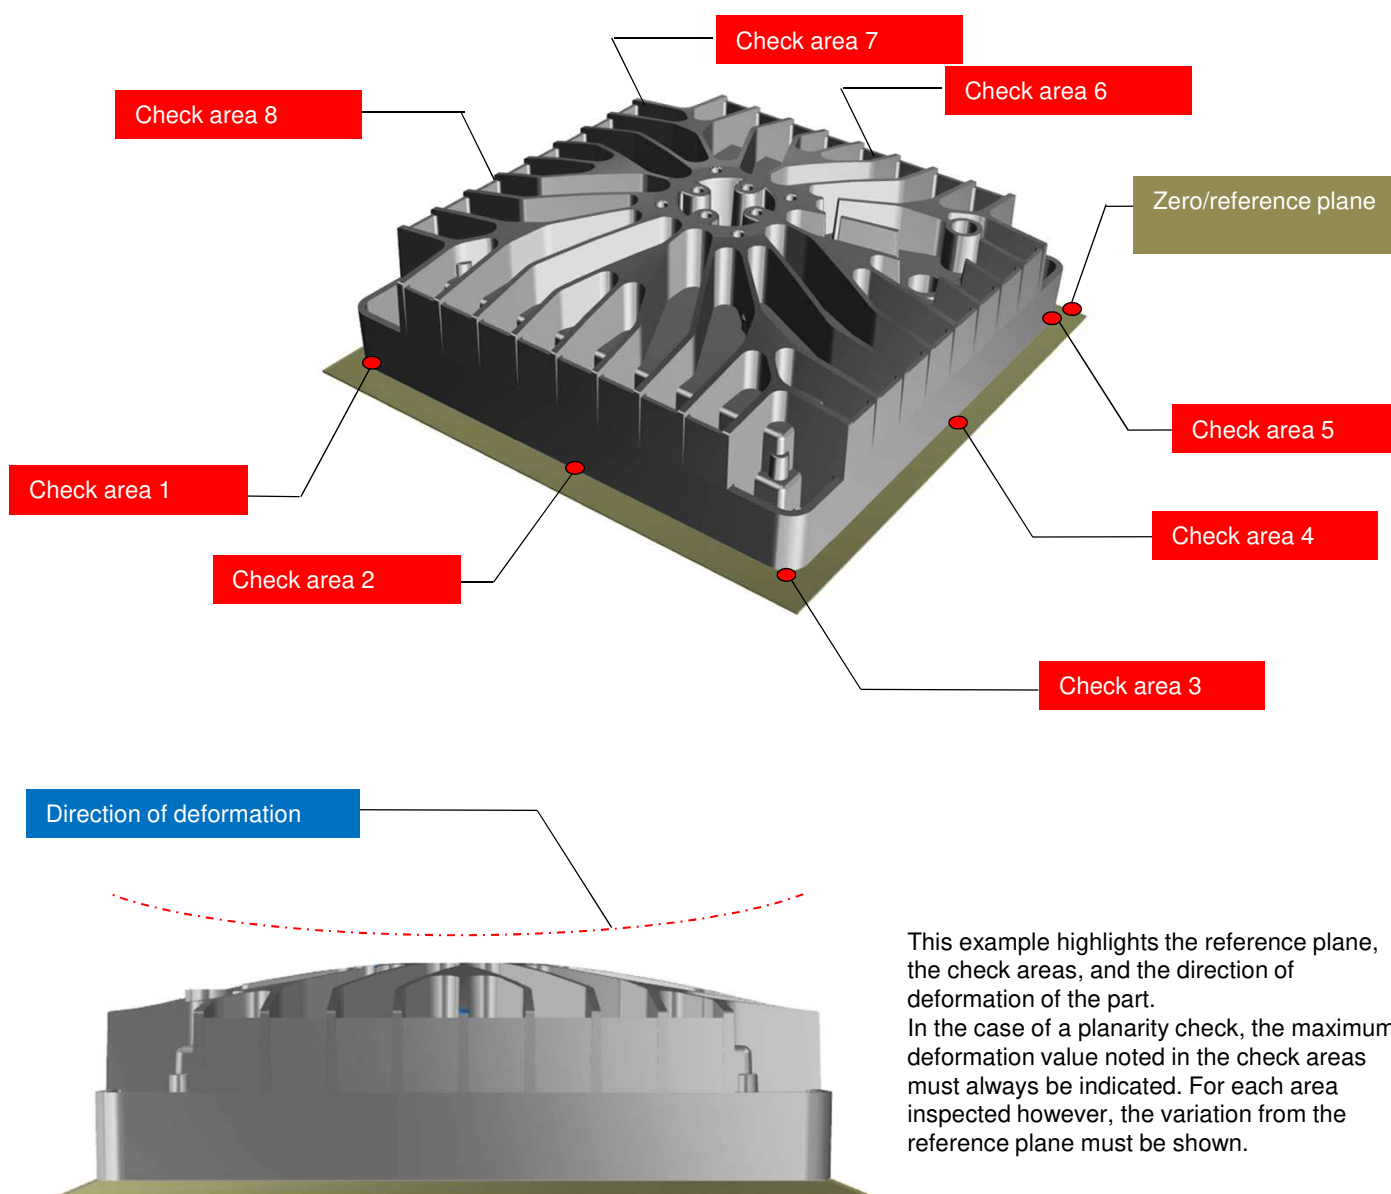 Check area 7
Check area 6
Check area 8
Zero/reference plane
Check area 5
Check area 1
Check area 4
Check area 2
Check area 3
Direction of deformation
This example highlights the reference plane,
the check areas, and the direction of
deformation of the part.
In the case of a planarity check, the maximum
deformation value noted in the check areas
must always be indicated. For each area
inspected however, the variation from the
reference plane must be shown.